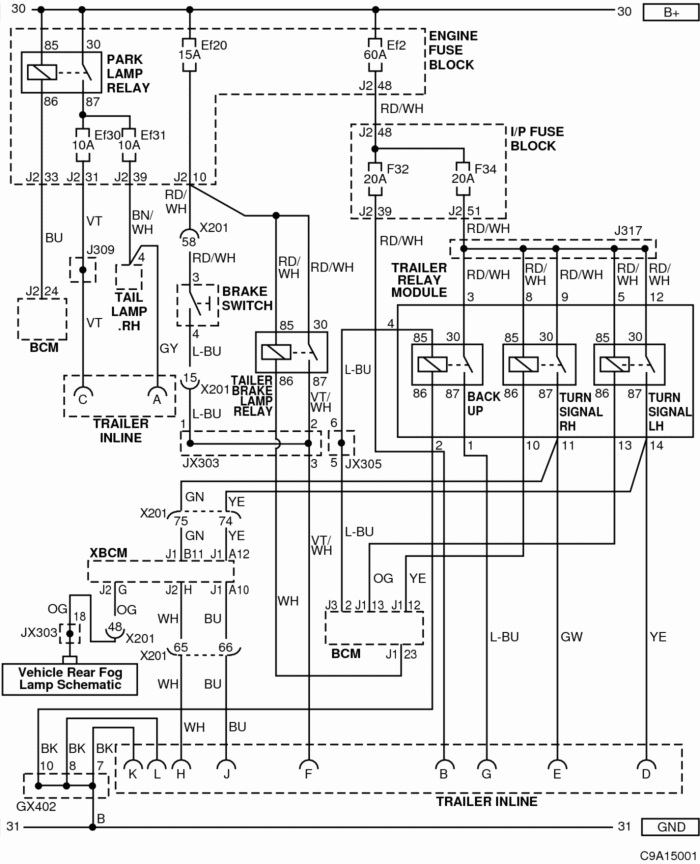 30 30 B+
85 30 Ef20 15A Ef2 60A ENGINE FUSE BLOCK
PARK LAMP RELAY
86 87 J2 48
RD/WH
Ef30 10A Ef31 10A
J2 48 I/P FUSE BLOCK
F32 20A F34 20A
J2 33 J2 31 J2 39 J2 10
J2 39 J2 51
RD/WH
BU VT BN/WH X201 58
RD/WH RD/WH J317
J309 4 RD/WH
RD/WH RD/WH
TRAILER RELAY MODULE
RD/WH RD/WH RD/WH RD/WH RD/WH
3 8 9 5 12
J2 24 TAIL LAMP .RH
3 BRAKE SWITCH 4
BCM VT GY L-BU
85 30 4
TAILER BRAKE LAMP RELAY
86 87 VT/WH L-BU
85 30 85 30 85 30
86 87 BACK UP
86 87 TURN SIGNAL RH
86 87 TURN SIGNAL LH
15 X201 L-BU
C A
TRAILER INLINE
1 2 6
JX303 3 5 JX305
2 1 10 11 13 14
GN YE
X201 75 74
GN YE
VT/WH L-BU
XBCM J1 B11 J1 A12
OG YE
J2 G J2 H J1 A10
OG 18 OG WH BU WH
J3 2 J1 13 J1 12
JX303 48 X201
BCM J1 23
L-BU GW YE
X201 65 66
Vehicle Rear Fog
Lamp Schematic
WH BU
WH BU
BK BK BK
10 8 7
K L H J F B G E D
GX402
TRAILER INLINE
B
31 31 GND
C9A15001